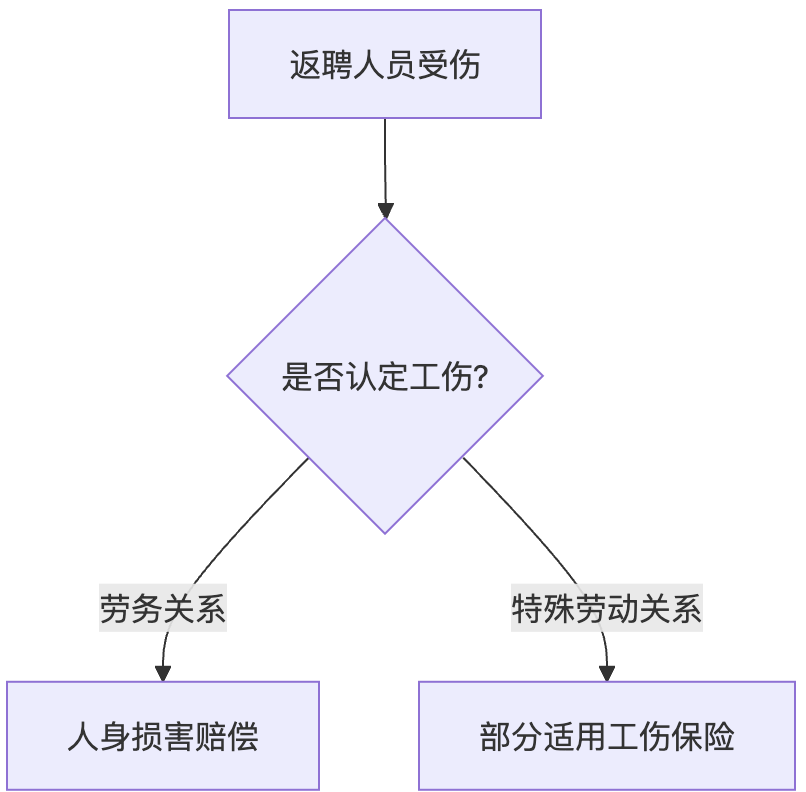 返聘人员受伤
是否认定工伤?
劳务关系
特殊劳动关系
人身损害赔偿
部分适用工伤保险